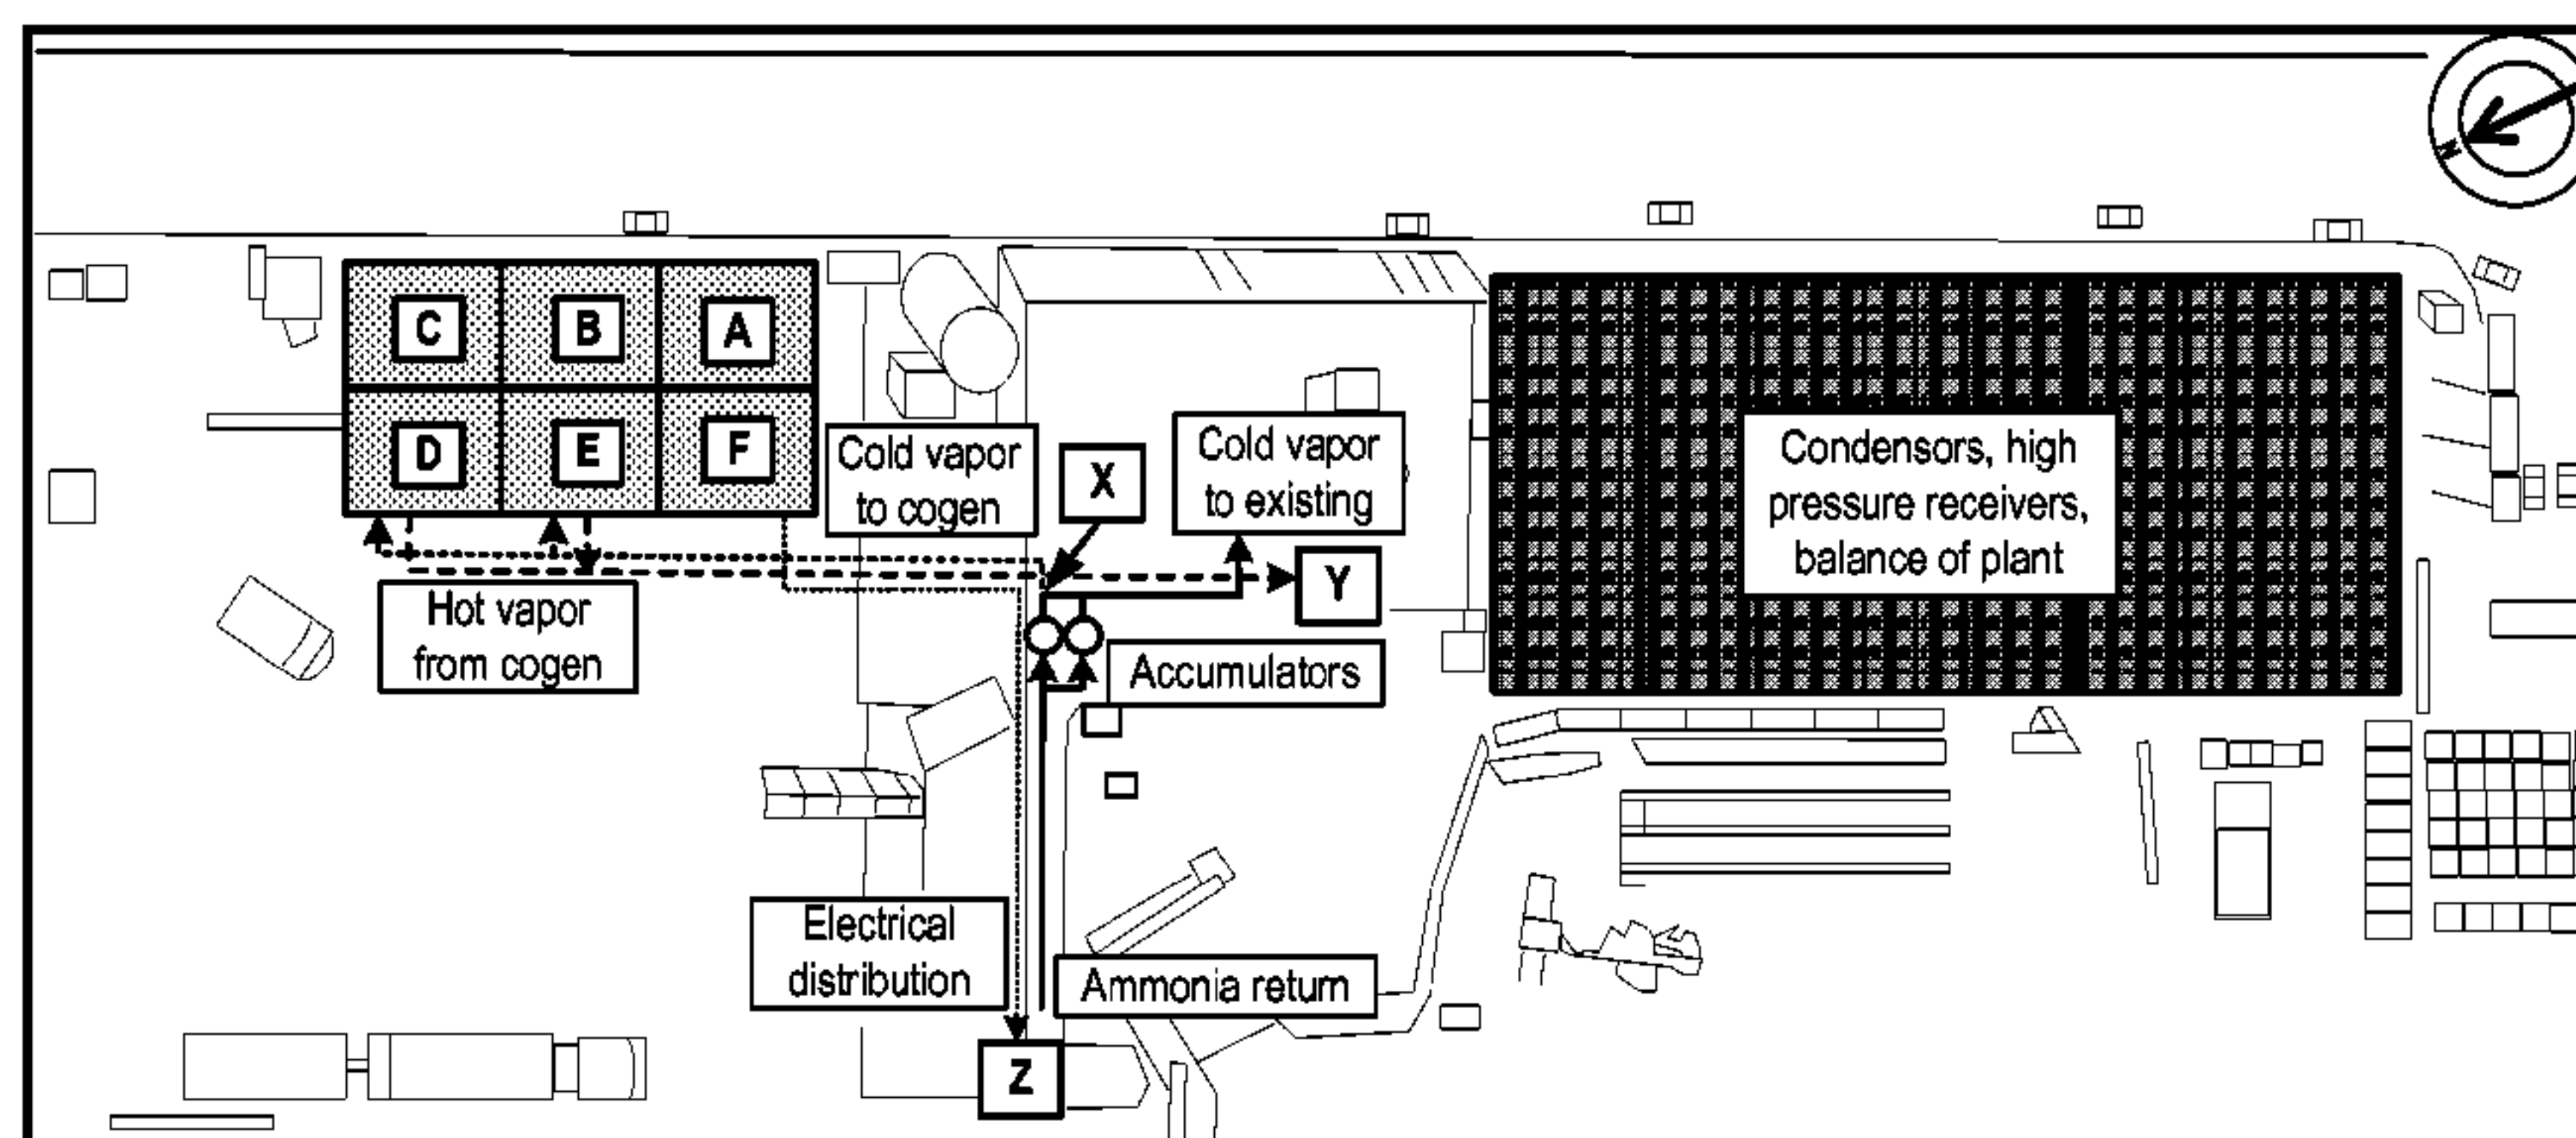 N
C
B
A
D
E
F
Cold vapor
to cogen
X
Cold vapor
to existing
Condensors, high
pressure receivers,
balance of plant
Y
Hot vapor
from cogen
Accumulators
Electrical
distribution
Ammonia return
Z